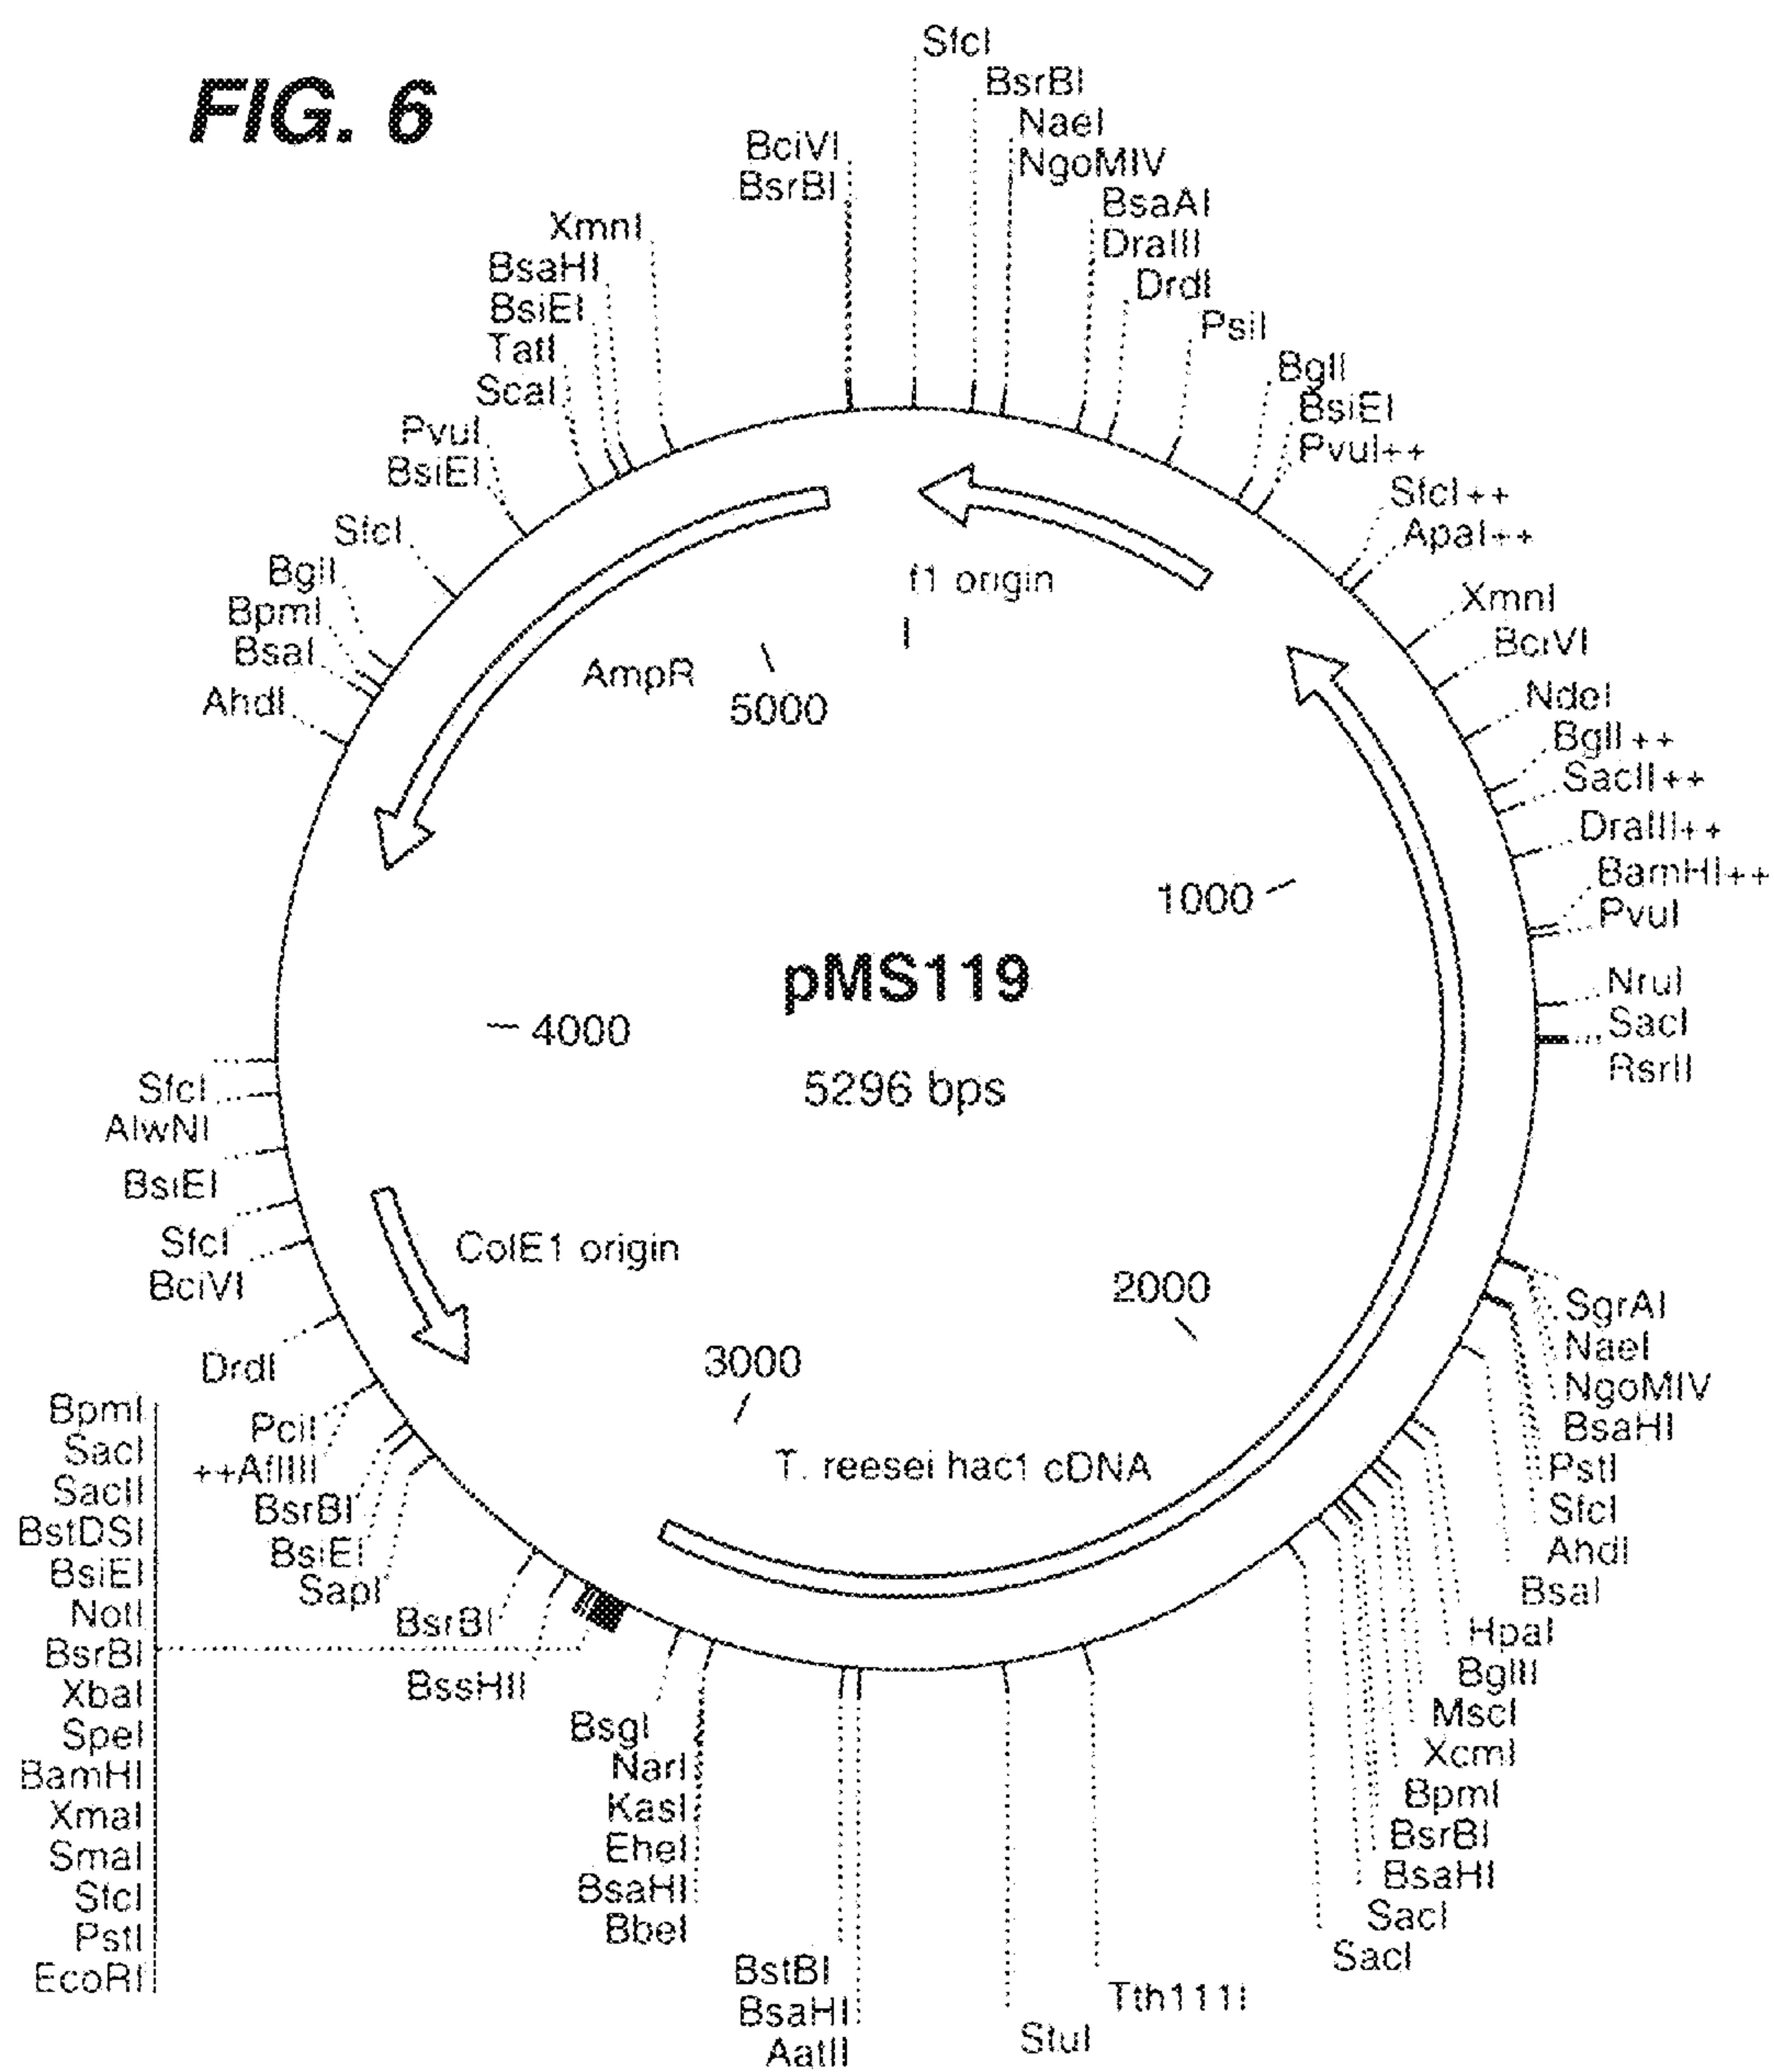 FIG. 6
SfcI
BsrBI
NaeI
NgoMIV
BsaAI
DraIII
DrdI
PsiI
BglI
BsiEI
PvuI++
SfcI++
ApaI++
XmnI
BciVI
NdeI
BglI++
SacII++
DraIII++
BamHI++
PvuI
NruI
SacI
RsrII
SgrAI
NaeI
NgoMIV
BsaHI
PstI
SfcI
AhdI
BsaI
HpaI
BglII
MscI
XcmI
BpmI
BsrBI
BsaHI
SacI
SacI
Tth111I
StuI
BstBI
BsaHI
AatII
BsgI
NarI
KasI
EheI
BsaHI
BbeI
BssHII
BsrBI
BpmI
SacI
SacII
BstDSI
BsiEI
NotI
BsrBI
XbaI
SpeI
BamHI
XmaI
SmaI
SfcI
PstI
EcoRI
SapI
BsiEI
BsrBI
++AflIII
PciI
DrdI
BciVI
SfcI
BsiEI
AlwNI
SfcI
AhdI
BsaI
BpmI
BglI
SfcI
BsiEI
PvuI
ScaI
TatI
BsiEI
BsaHI
XmnI
BsrBI
BciVI
f1 origin
AmpR
5000
1000
pMS119
5296 bps
4000
ColE1 origin
2000
3000
T. reesei hac1 cDNA